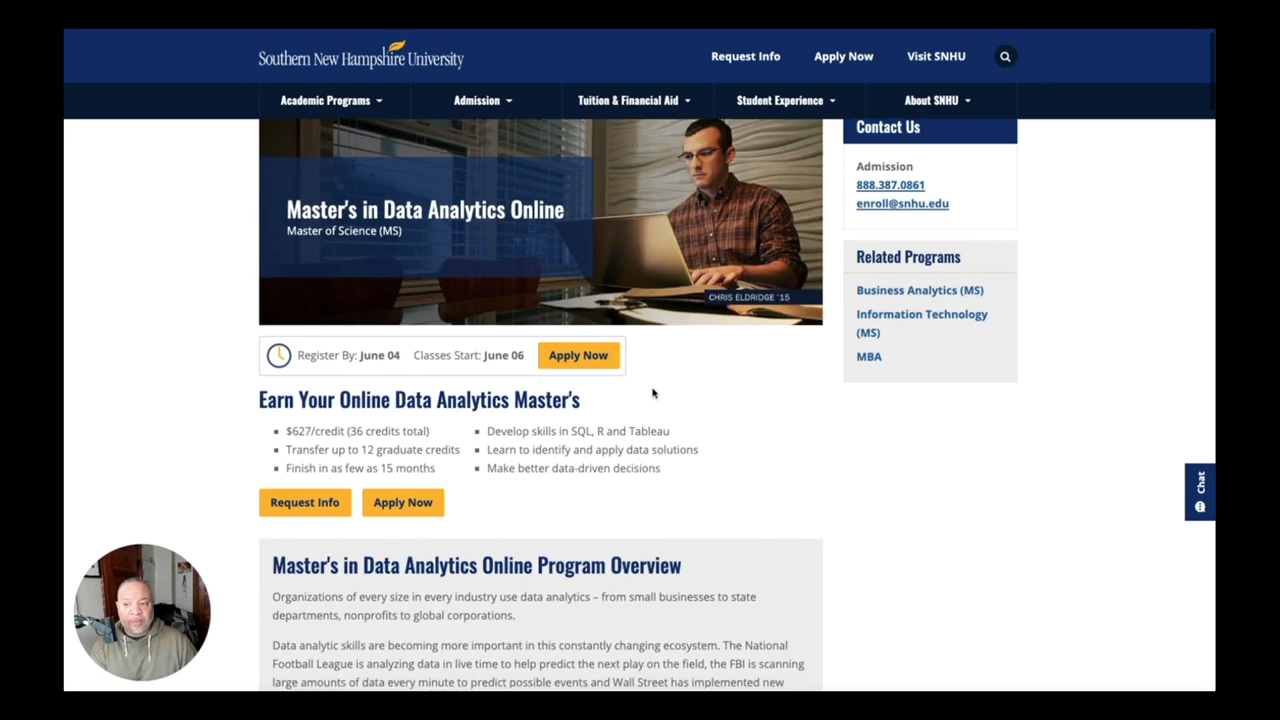 Southern New Hampshire University
Request Info
Apply Now
Visit SNHU
Academic Programs
Admission
Tuition & Financial Aid
Student Experience
About SNHU
Master's in Data Analytics Online
Master of Science (MS)
CHRIS ELDRIDGE '15
Contact Us
Admission
888.387.0861
enroll@snhu.edu
Related Programs
Business Analytics (MS)
Information Technology
(MS)
MBA
Register By: June 04 Classes Start: June 06 Apply Now
Earn Your Online Data Analytics Master's
$627/credit (36 credits total)
Transfer up to 12 graduate credits
Finish in as few as 15 months
Develop skills in SQL, R and Tableau
Learn to identify and apply data solutions
Make better data-driven decisions
Request Info
Apply Now
Chat
Master's in Data Analytics Online Program Overview
Organizations of every size in every industry use data analytics – from small businesses to state
departments, nonprofits to global corporations.
Data analytic skills are becoming more important in this constantly changing ecosystem. The National
Football League is analyzing data in live time to help predict the next play on the field, the FBI is scanning
large amounts of data every minute to predict possible events and Wall Street has implemented new